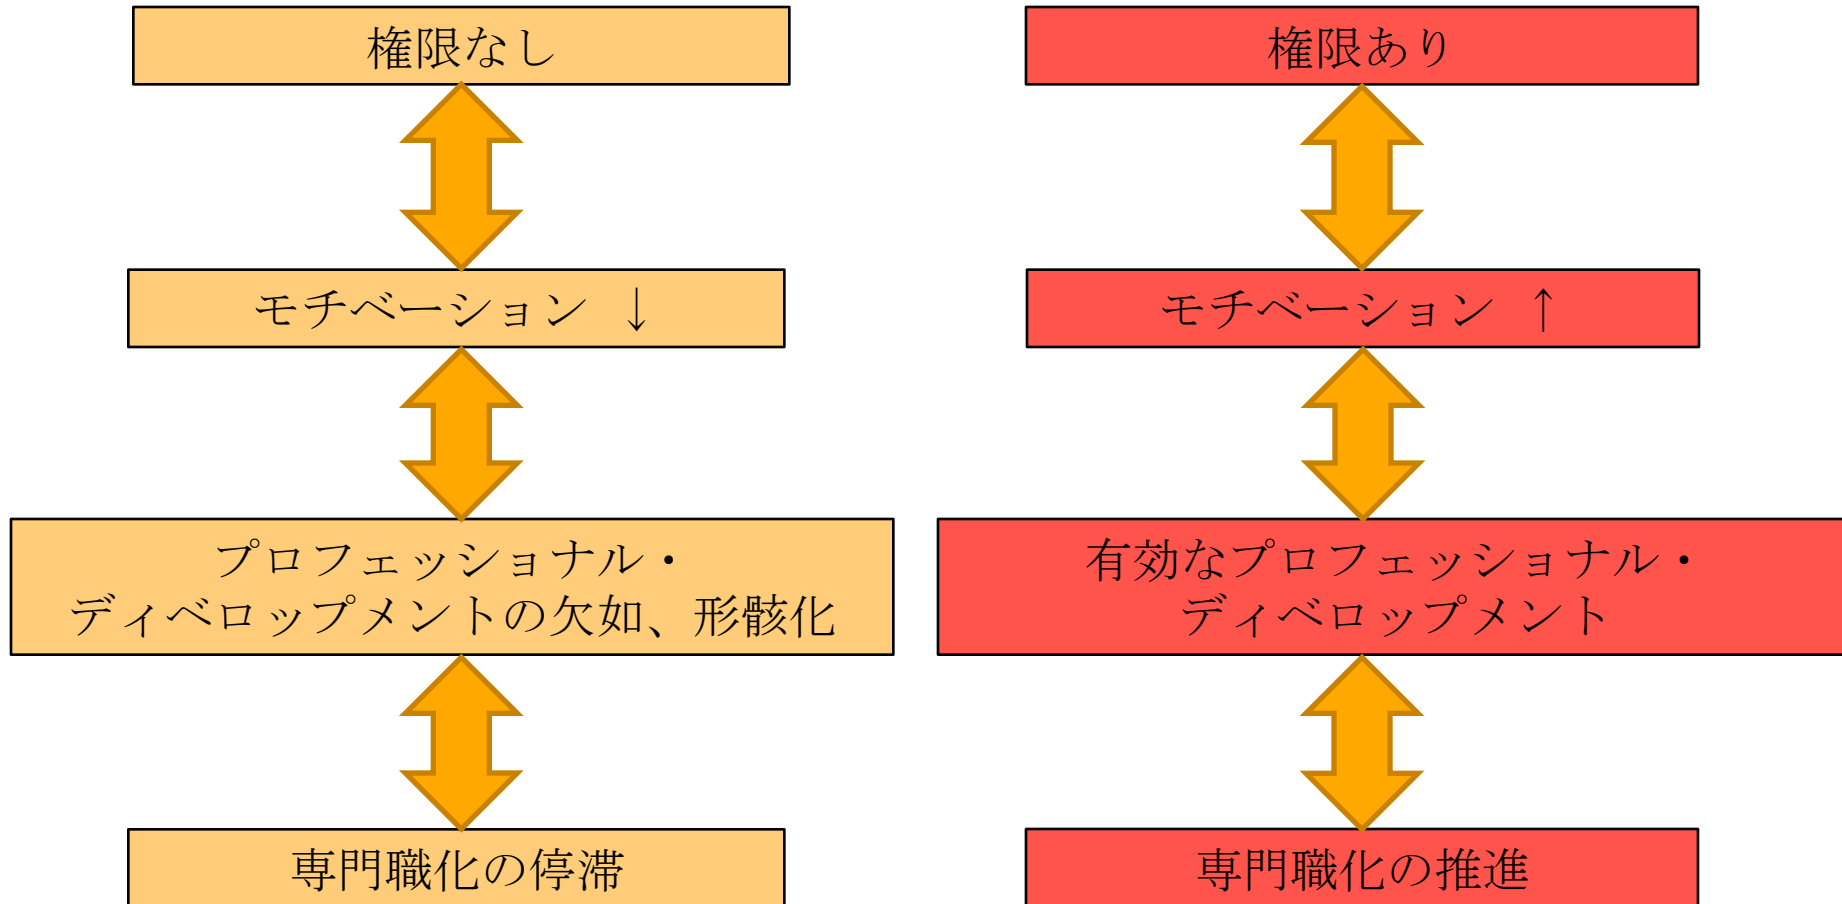 権限なし
モチベーション ↓
プロフェッショナル・
ディベロップメントの欠如、形骸化
専門職化の停滞
権限あり
モチベーション ↑
有効なプロフェッショナル・
ディベロップメント
専門職化の推進